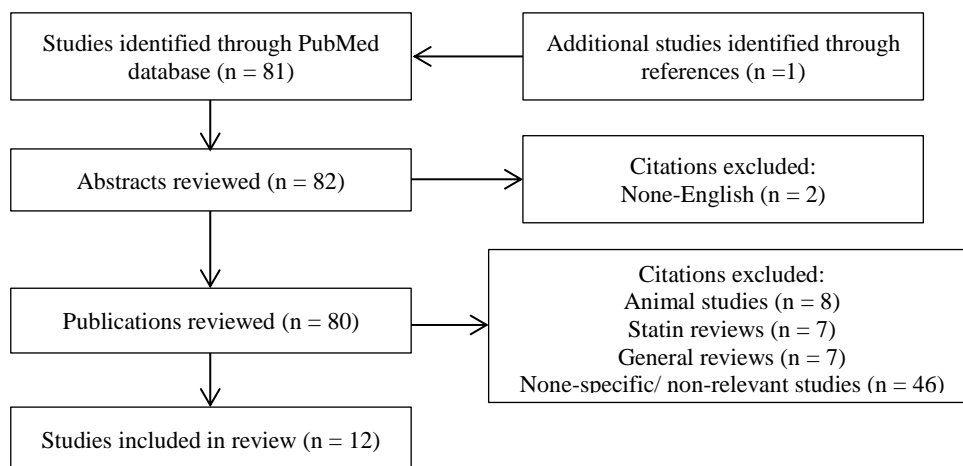 Studies identified through PubMed
database (n = 81)
Additional studies identified through
references (n =1)
Abstracts reviewed (n = 82)
Citations excluded:
None-English (n = 2)
Publications reviewed (n = 80)
Citations excluded:
Animal studies (n = 8)
Statin reviews (n = 7)
General reviews (n = 7)
None-specific/ non-relevant studies (n = 46)
Studies included in review (n = 12)